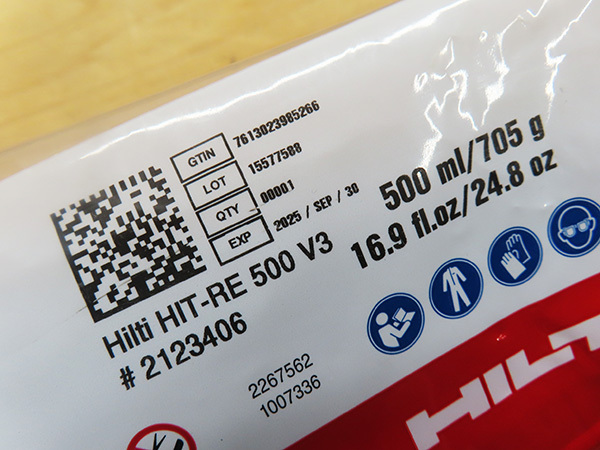 GTIN 7613023985266
LOT 15577588
QTY 00001
EXP 2025 / SEP / 30
Hilti HIT-RE 500 V3
# 2123406
500 ml/705 g
16.9 fl.oz/24.8 oz
2267562
1007336
HILT